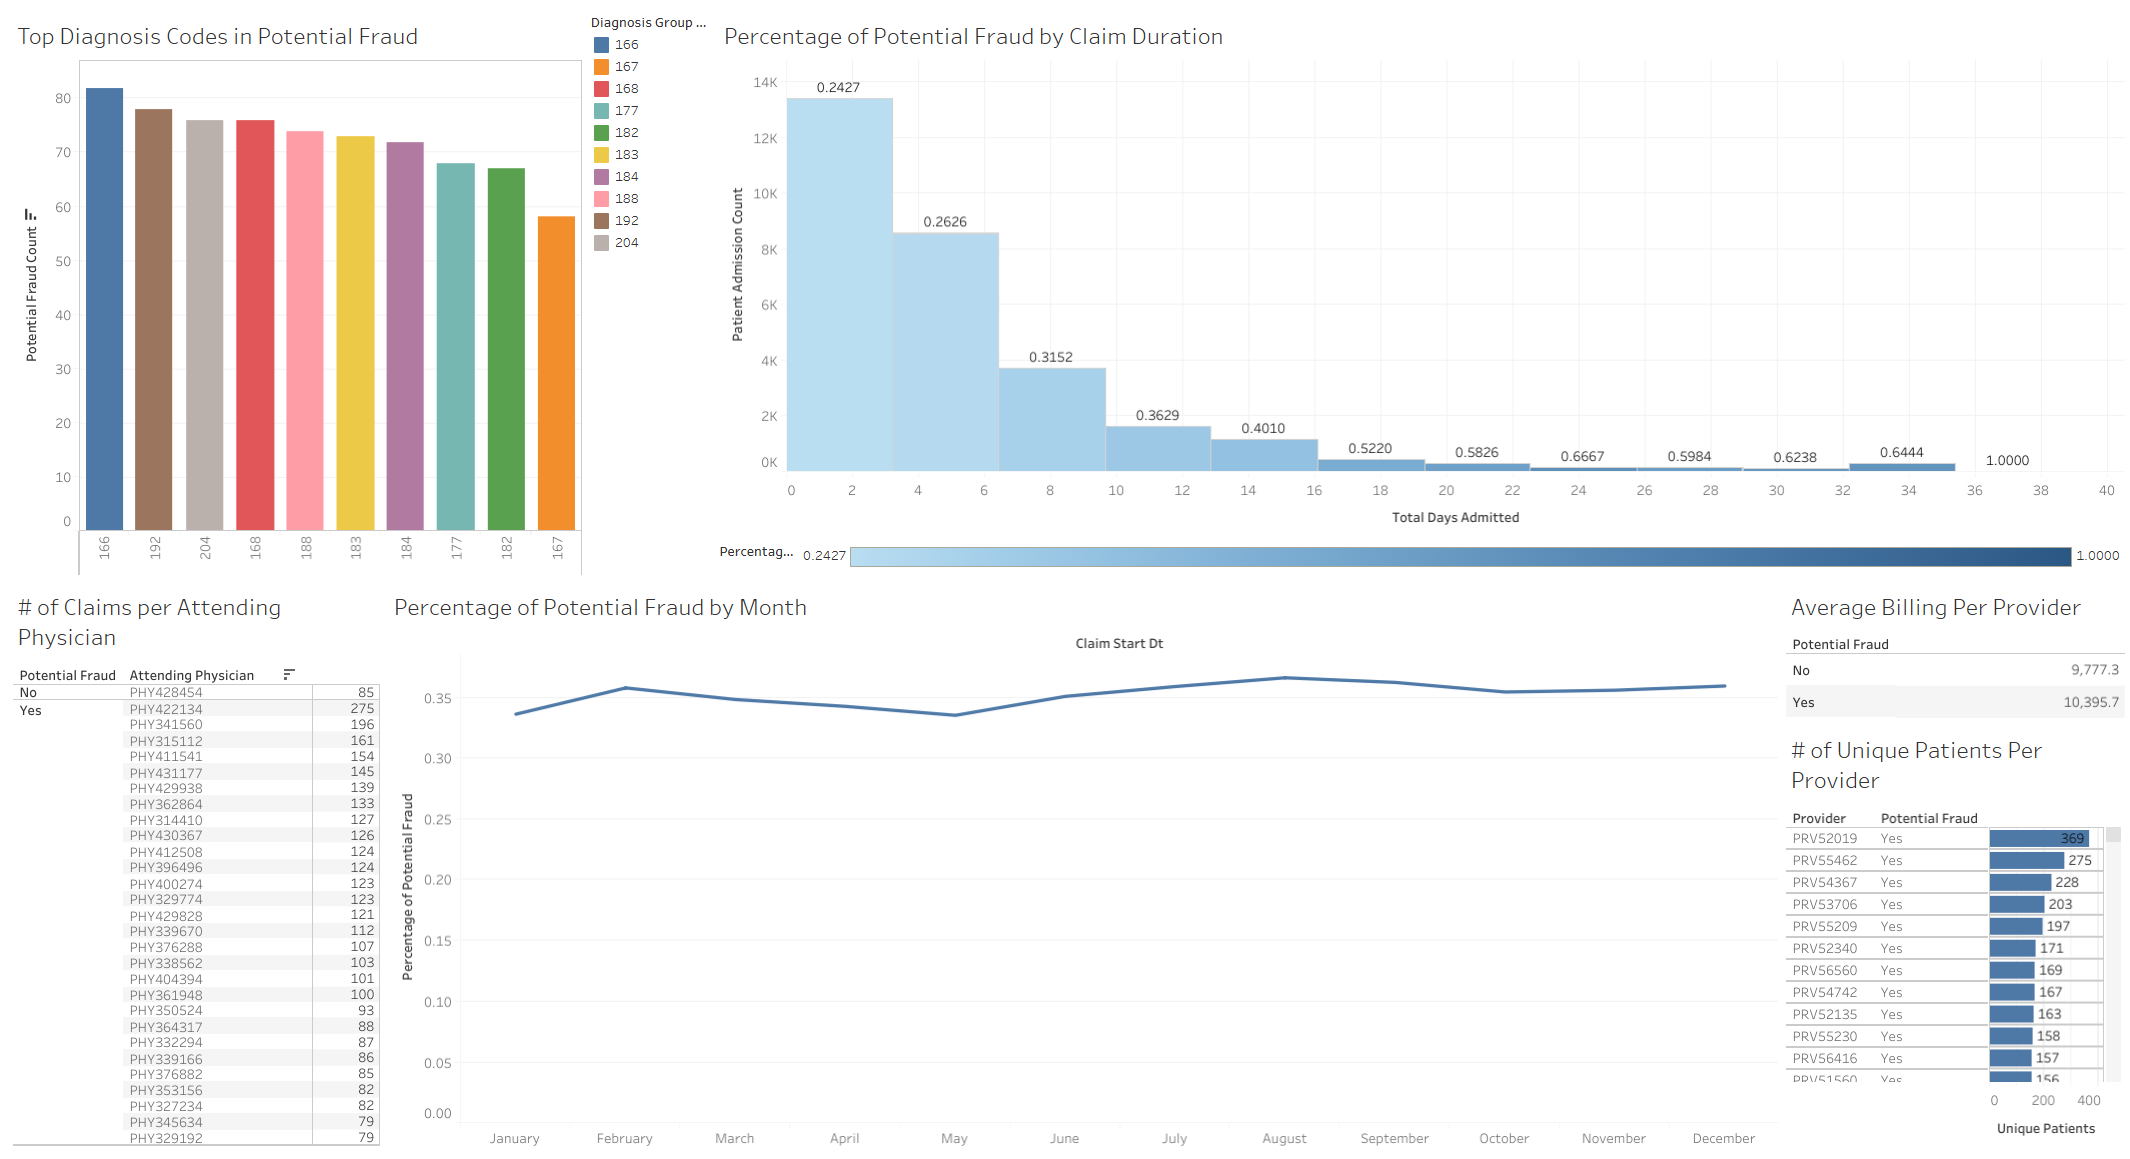 Top Diagnosis Codes in Potential Fraud
Potential Fraud Count
80
70
60
50
40
30
20
10
0
166
192
204
168
188
183
184
177
182
167
Diagnosis Group ...
166
167
168
177
182
183
184
188
192
204
Percentage of Potential Fraud by Claim Duration
Patient Admission Count
14K
12K
10K
8K
6K
4K
2K
0K
0.2427
0.2626
0.3152
0.3629
0.4010
0.5220
0.5826
0.6667
0.5984
0.6238
0.6444
1.0000
0 2 4 6 8 10 12 14 16 18 20 22 24 26 28 30 32 34 36 38 40
Total Days Admitted
Percentag... 0.2427 1.0000
# of Claims per Attending
Physician
Potential Fraud Attending Physician
No PHY428454 85
Yes PHY422134 275
PHY341560 196
PHY315112 161
PHY411541 154
PHY431177 145
PHY429938 139
PHY362864 133
PHY314410 127
PHY430367 126
PHY412508 124
PHY396496 124
PHY400274 123
PHY329774 123
PHY429828 121
PHY339670 112
PHY376288 107
PHY338562 103
PHY404394 101
PHY361948 100
PHY350524 93
PHY364317 88
PHY332294 87
PHY339166 86
PHY376882 85
PHY353156 82
PHY327234 82
PHY345634 79
PHY329192 79
Percentage of Potential Fraud by Month
Claim Start Dt
Percentage of Potential Fraud
0.35
0.30
0.25
0.20
0.15
0.10
0.05
0.00
January February March April May June July August September October November December
Average Billing Per Provider
Potential Fraud
No 9,777.3
Yes 10,395.7
# of Unique Patients Per
Provider
Provider Potential Fraud
PRV52019 Yes 369
PRV55462 Yes 275
PRV54367 Yes 228
PRV53706 Yes 203
PRV55209 Yes 197
PRV52340 Yes 171
PRV56560 Yes 169
PRV54742 Yes 167
PRV52135 Yes 163
PRV55230 Yes 158
PRV56416 Yes 157
PRV51560 Yes 156
0 200 400
Unique Patients